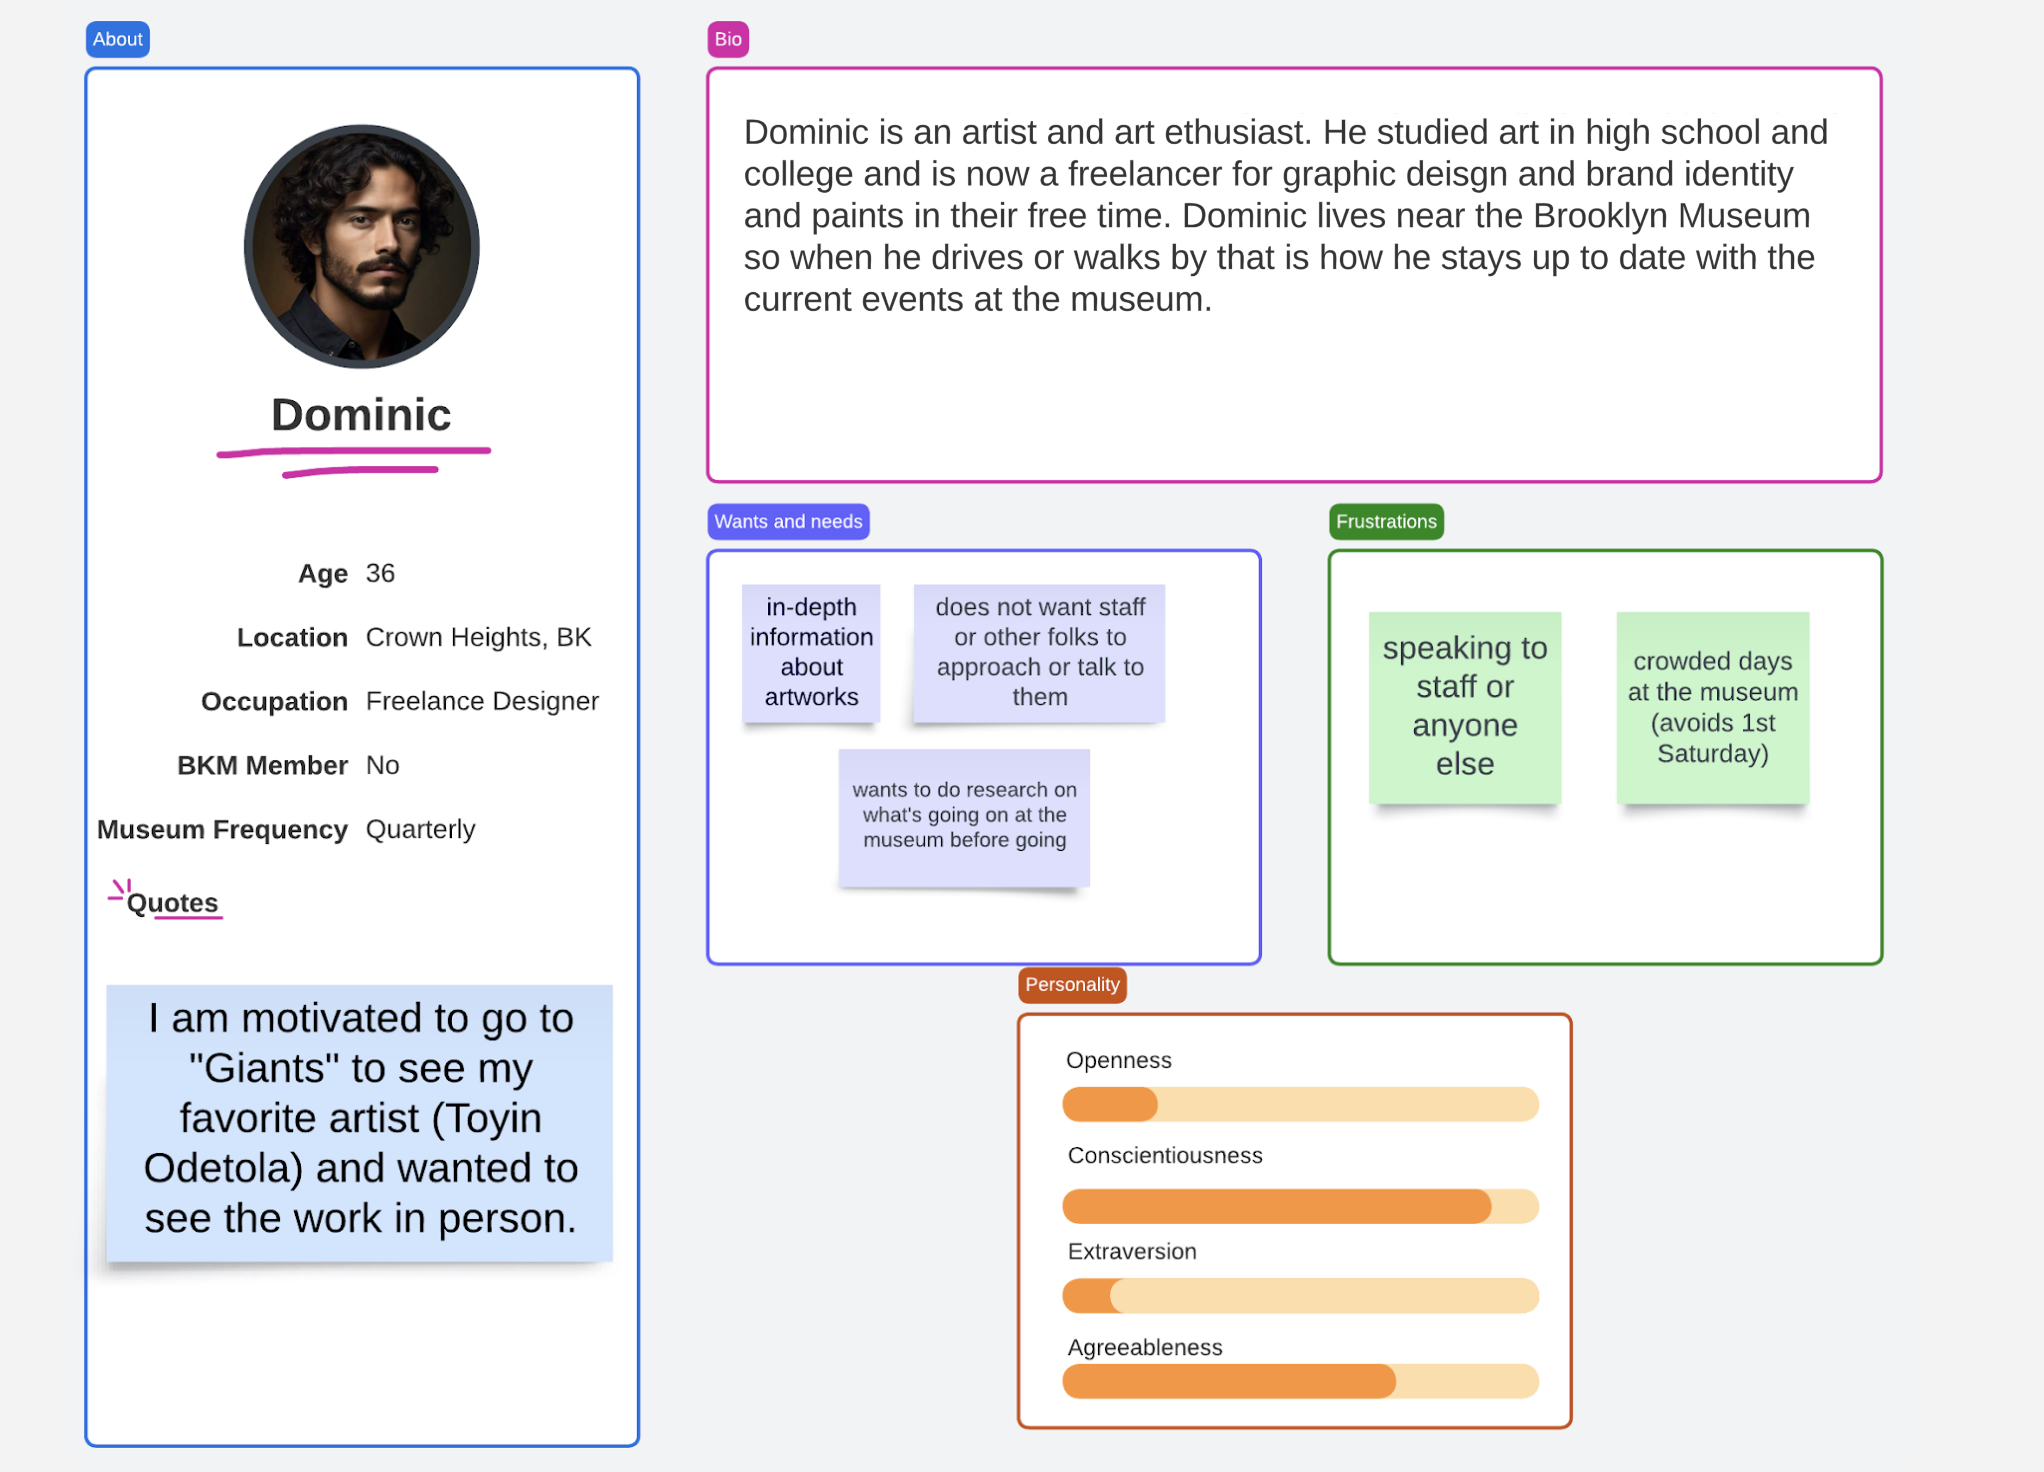 About
Dominic
Age 36
Location Crown Heights, BK
Occupation Freelance Designer
BKM Member No
Museum Frequency Quarterly
Quotes
I am motivated to go to
"Giants" to see my
favorite artist (Toyin
Odetola) and wanted to
see the work in person.
Bio
Dominic is an artist and art ethusiast. He studied art in high school and
college and is now a freelancer for graphic deisgn and brand identity
and paints in their free time. Dominic lives near the Brooklyn Museum
so when he drives or walks by that is how he stays up to date with the
current events at the museum.
Wants and needs
in-depth
information
about
artworks
does not want staff
or other folks to
approach or talk to
them
wants to do research on
what's going on at the
museum before going
Frustrations
speaking to
staff or
anyone
else
crowded days
at the museum
(avoids 1st
Saturday)
Personality
Openness
Conscientiousness
Extraversion
Agreeableness